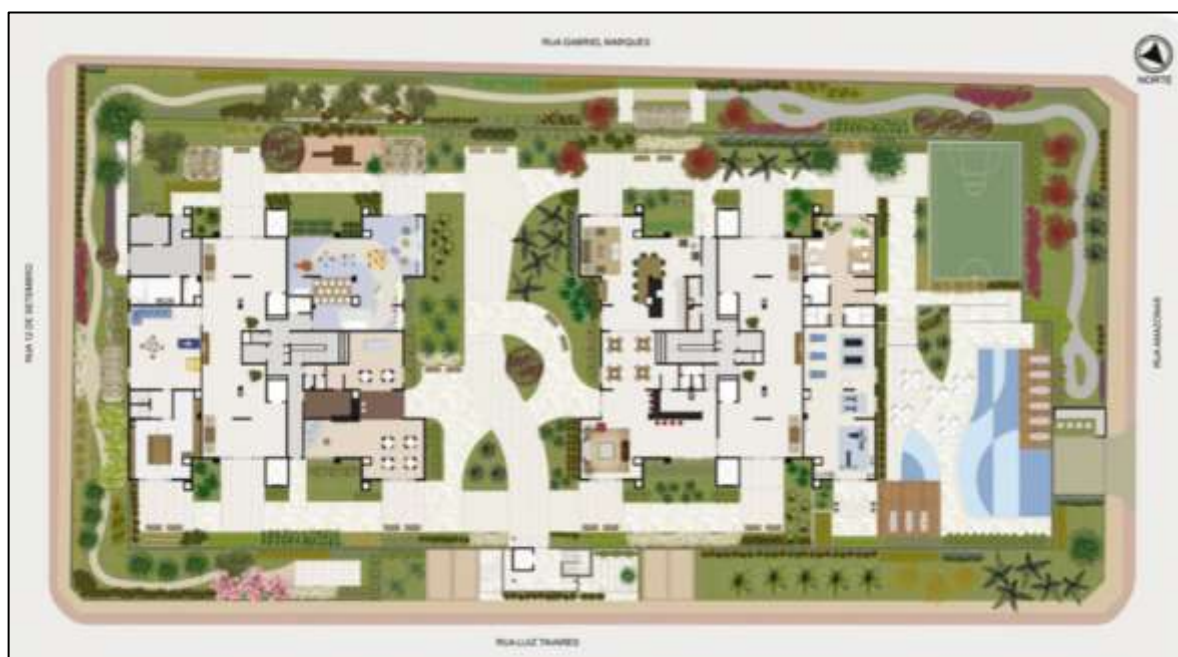 RUA GABRIEL MARQUES
NORTE
RUA 12 DE SETEMBRO
RUA AMAZONAS
RUA LUIZ TAVARES